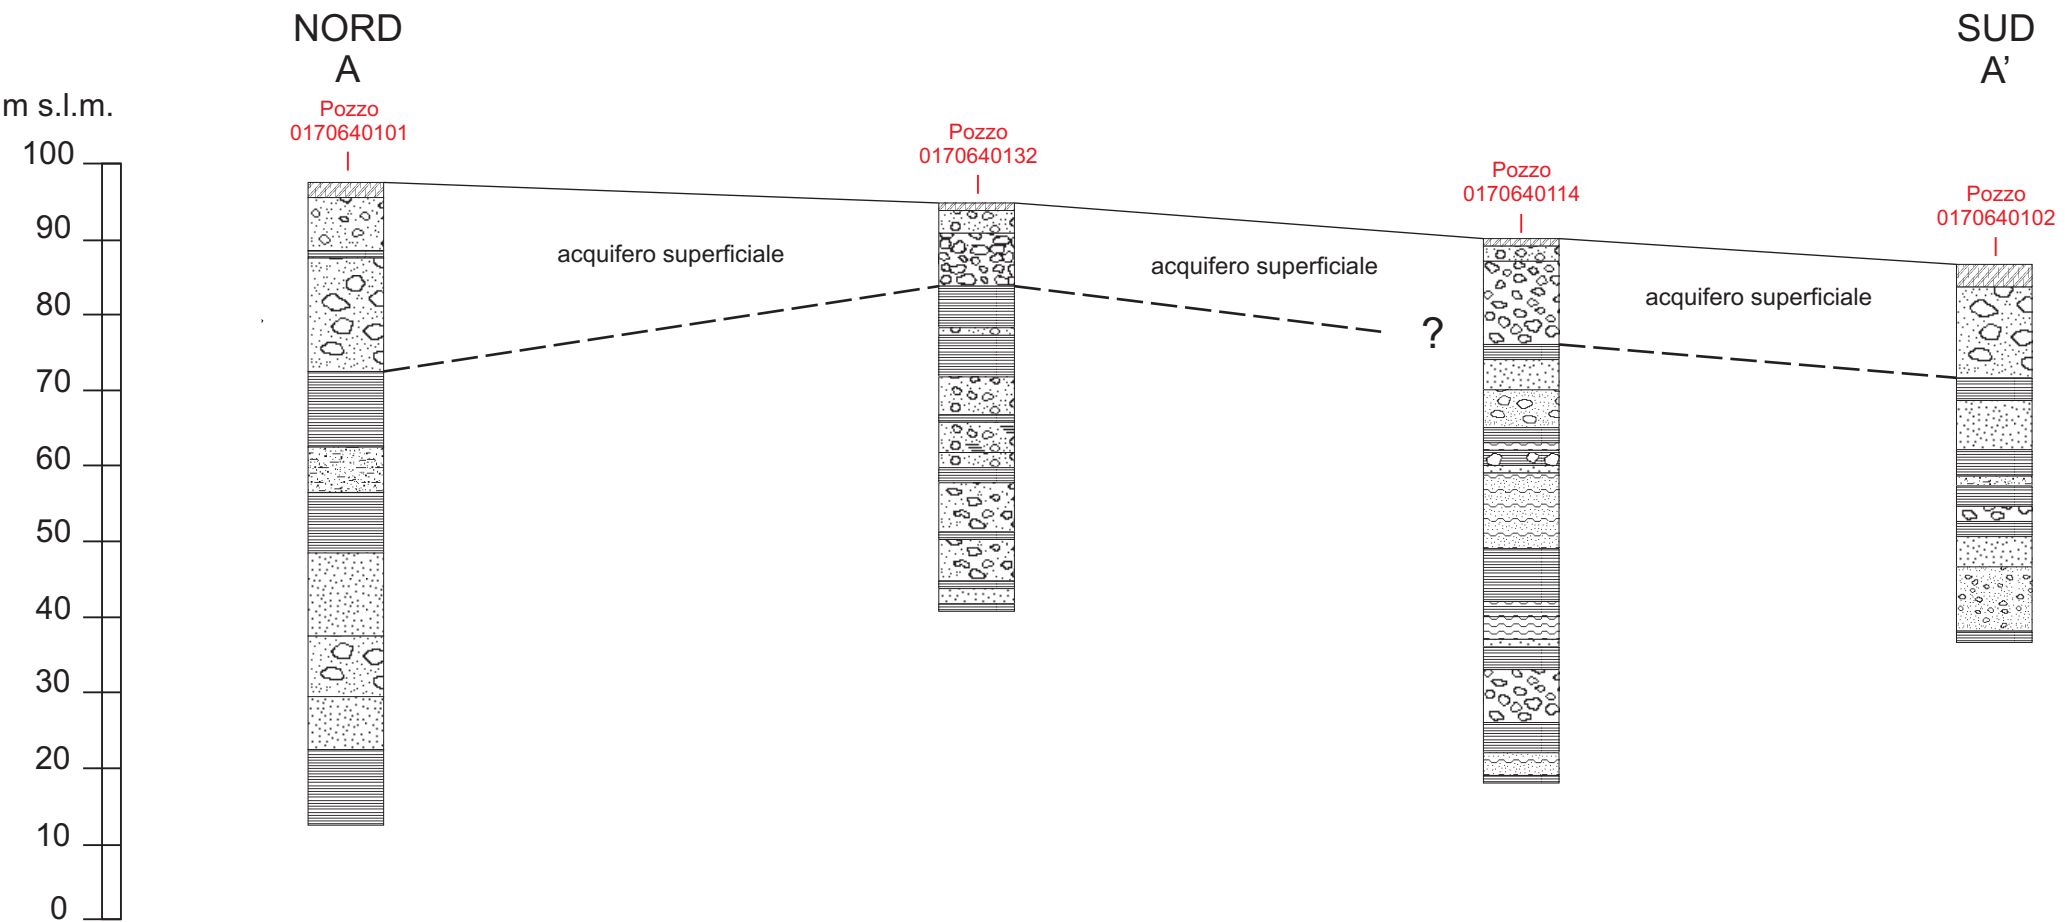 NORD
A
SUD
A’
m s.l.m.
Pozzo
0170640101
Pozzo
0170640132
Pozzo
0170640114
Pozzo
0170640102
100
90
80
70
60
50
40
30
20
10
0
acquifero superficiale
acquifero superficiale
acquifero superficiale
?